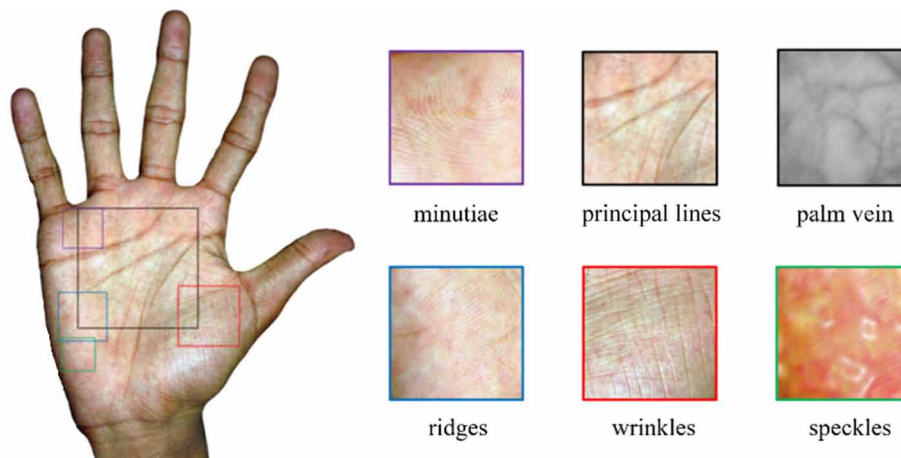 minutiae
principal lines
palm vein
ridges
wrinkles
speckles